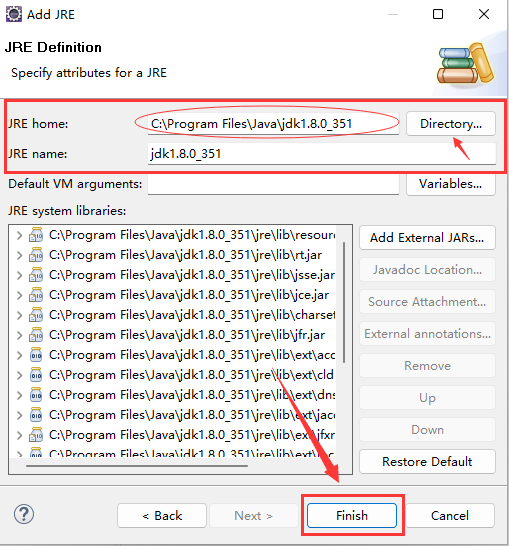 Add JRE
JRE Definition
Specify attributes for a JRE
JRE home: C:\Program Files\Java\jdk1.8.0_351 Directory...
JRE name: jdk1.8.0_351
Default VM arguments: Variables...
JRE system libraries:
C:\Program Files\Java\jdk1.8.0_351\jre\lib\resour
Add External JARs...
C:\Program Files\Java\jdk1.8.0_351\jre\lib\rt.jar
C:\Program Files\Java\jdk1.8.0_351\jre\lib\jsse.jar
Javadoc Location...
C:\Program Files\Java\jdk1.8.0_351\jre\lib\jce.jar
Source Attachment...
C:\Program Files\Java\jdk1.8.0_351\jre\lib\charset
C:\Program Files\Java\jdk1.8.0_351\jre\lib\jfr.jar
External annotations...
C:\Program Files\Java\jdk1.8.0_351\jre\lib\ext\acc
Remove
C:\Program Files\Java\jdk1.8.0_351\jre\lib\ext\cld
C:\Program Files\Java\jdk1.8.0_351\jre\lib\ext\dns
Up
C:\Program Files\Java\jdk1.8.0_351\jre\lib\ext\jacc
Down
C:\Program Files\Java\jdk1.8.0_351\jre\lib\ext\jfxr
C:\Program Files\Java\jdk1.8.0_351\jre\lib\ext
Restore Default
? < Back Next > Finish Cancel